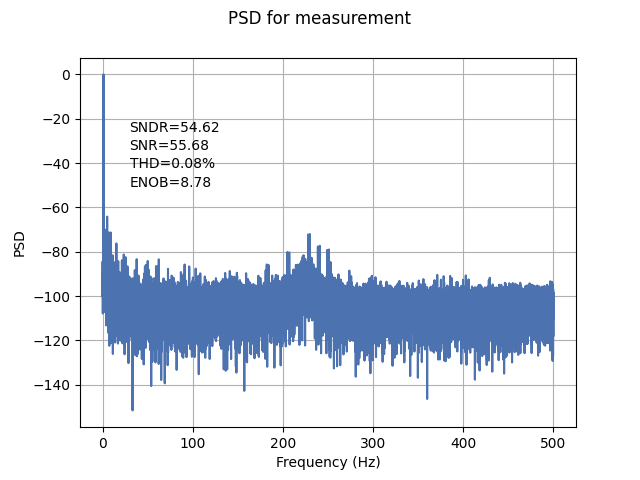 PSD for measurement
0
−20
−40
−60
−80
−100
−120
−140
PSD
SNDR=54.62
SNR=55.68
THD=0.08%
ENOB=8.78
0 100 200 300 400 500
Frequency (Hz)